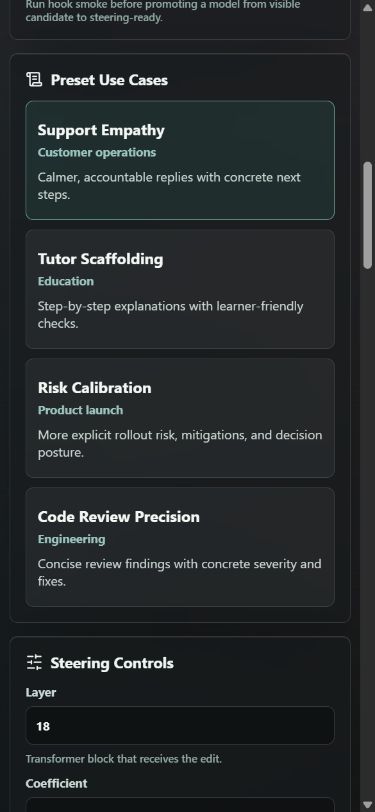 Run hook smoke before promoting a model from visible
candidate to steering-ready.
Preset Use Cases
Support Empathy
Customer operations
Calmer, accountable replies with concrete next
steps.
Tutor Scaffolding
Education
Step-by-step explanations with learner-friendly
checks.
Risk Calibration
Product launch
More explicit rollout risk, mitigations, and decision
posture.
Code Review Precision
Engineering
Concise review findings with concrete severity and
fixes.
Steering Controls
Layer
18
Transformer block that receives the edit.
Coefficient